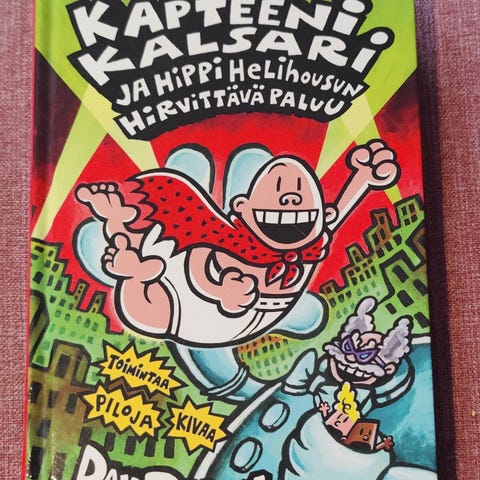 KAPTEENI
KALSARI
JA HIPPI HELIHOUSUN
HIRVITTÄVÄ PALUU
TOIMINTAA
PILOJA
KIVAA